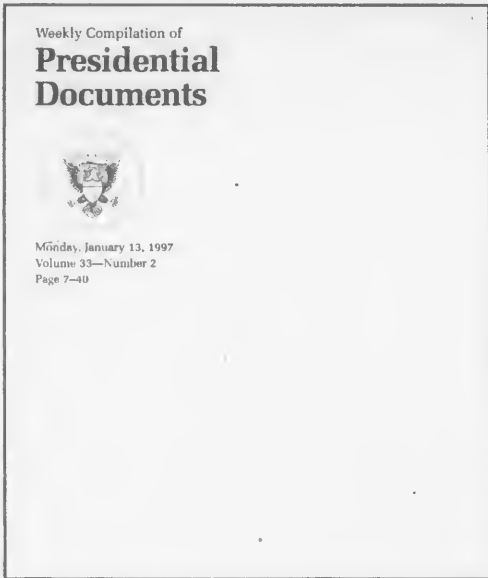 Weekly Compilation of
Presidential
Documents
Monday, January 13, 1997
Volume 33—Number 2
Page 7–40